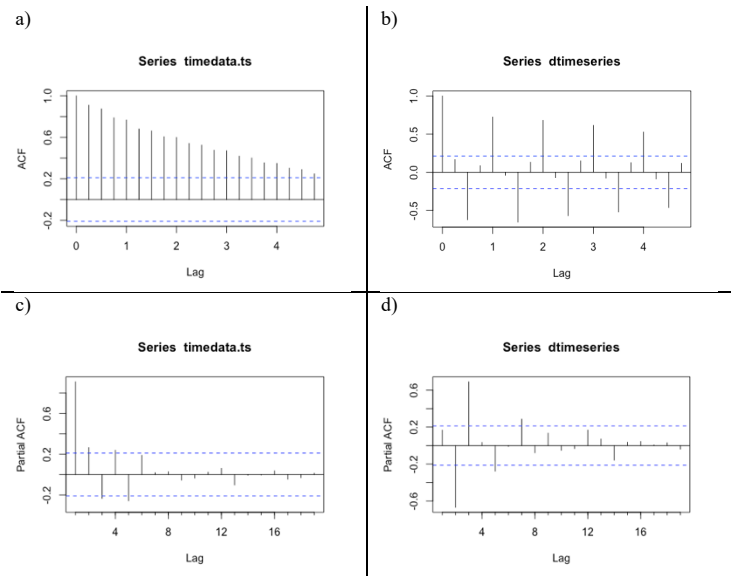 a)
Series timedata.ts
ACF
1.0
0.6
0.2
-0.2
0 1 2 3 4
Lag
b)
Series dtimeseries
ACF
1.0
0.5
0.0
-0.5
0 1 2 3 4
Lag
c)
Series timedata.ts
Partial ACF
0.6
0.2
-0.2
4 8 12 16
Lag
d)
Series dtimeseries
Partial ACF
0.6
0.2
-0.2
-0.6
4 8 12 16
Lag